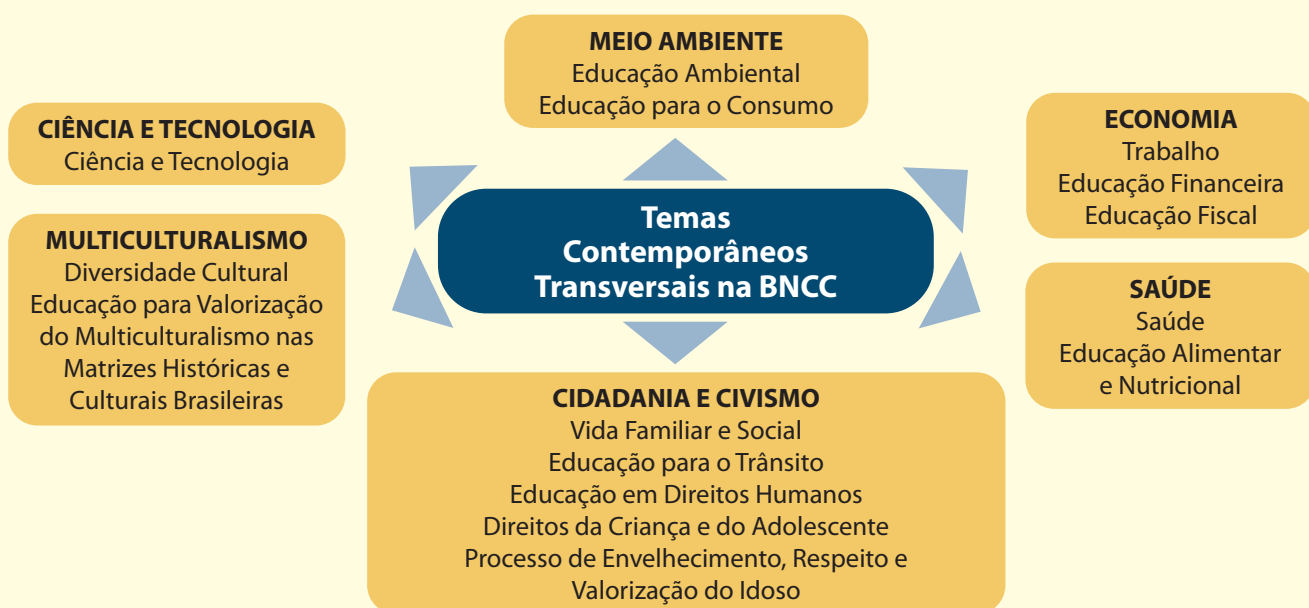 MEIO AMBIENTE
Educação Ambiental
Educação para o Consumo
CIÊNCIA E TECNOLOGIA
Ciência e Tecnologia
ECONOMIA
Trabalho
Educação Financeira
Educação Fiscal
Temas
Contemporâneos
Transversais na BNCC
MULTICULTURALISMO
Diversidade Cultural
Educação para Valorização
do Multiculturalismo nas
Matrizes Históricas e
Culturais Brasileiras
SAÚDE
Saúde
Educação Alimentar
e Nutricional
CIDADANIA E CIVISMO
Vida Familiar e Social
Educação para o Trânsito
Educação em Direitos Humanos
Direitos da Criança e do Adolescente
Processo de Envelhecimento, Respeito e
Valorização do Idoso